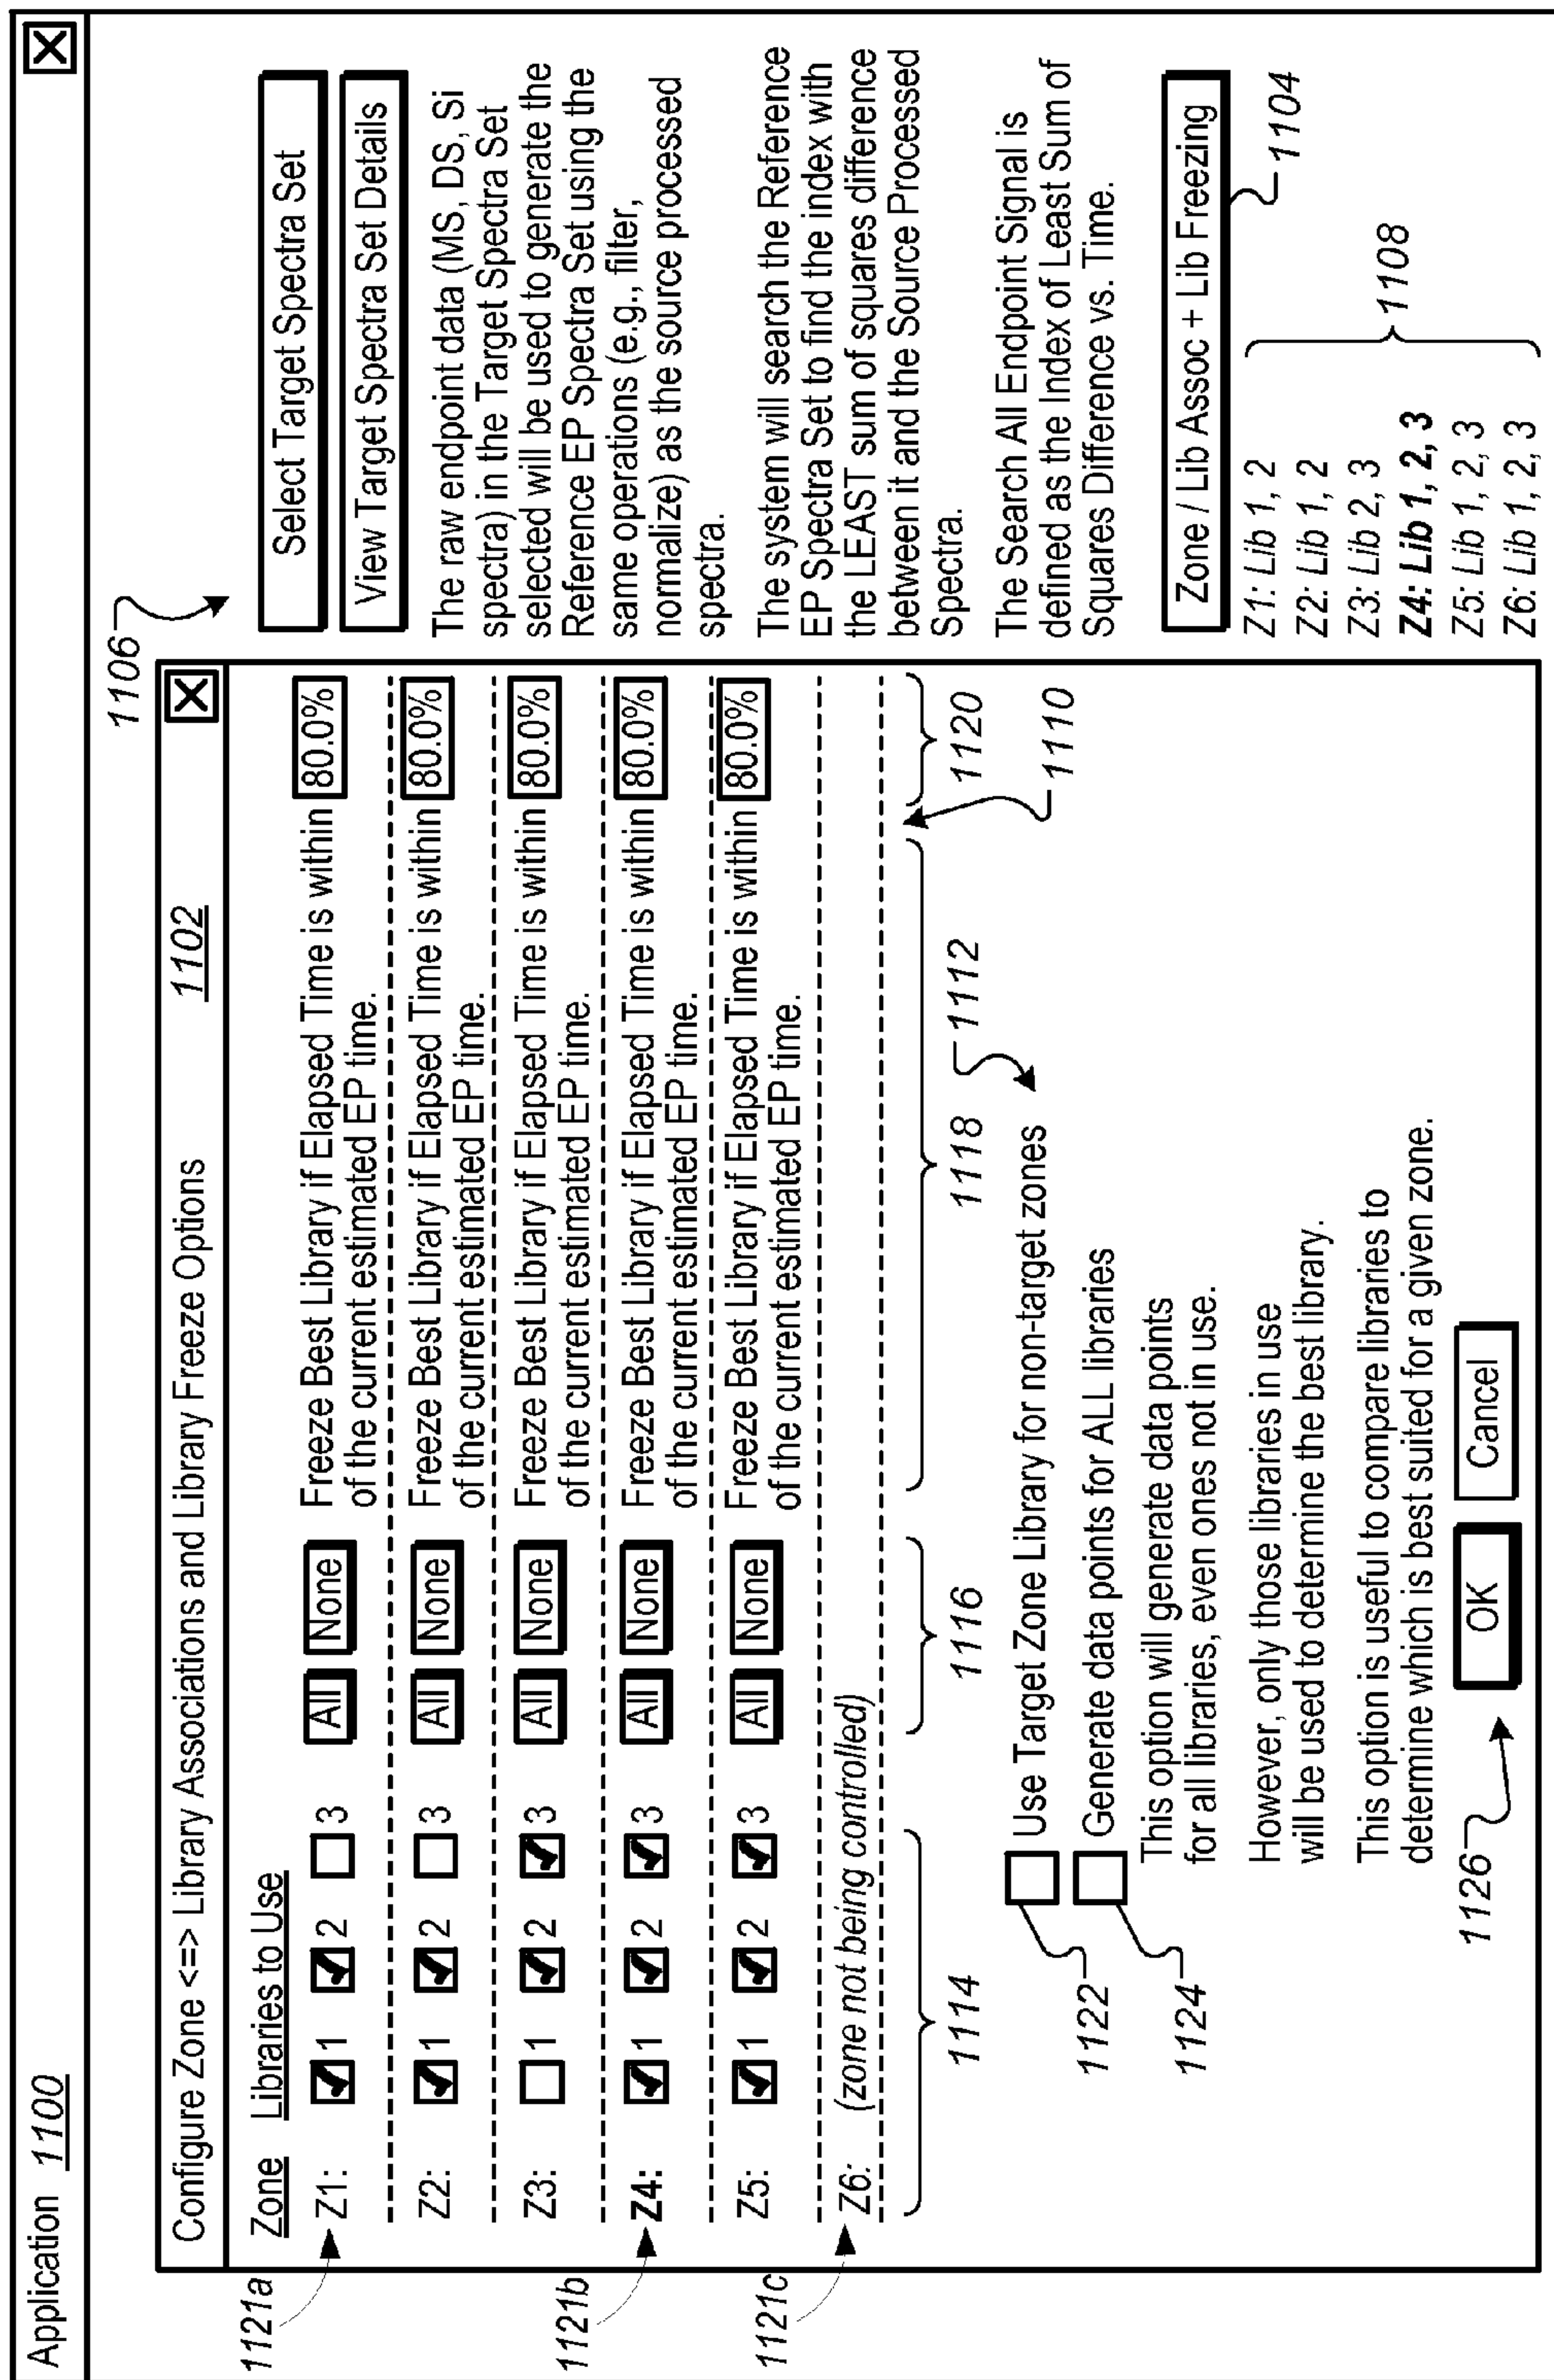 Application 1100
1106
Configure Zone <=> Library Associations and Library Freeze Options
1102
Zone
Libraries to Use
1121a
Z1:
1
2
3
All
None
Freeze Best Library if Elapsed Time is within 80.0%
of the current estimated EP time.
Z2:
1
2
3
All
None
Freeze Best Library if Elapsed Time is within 80.0%
of the current estimated EP time.
Z3:
1
2
3
All
None
Freeze Best Library if Elapsed Time is within 80.0%
of the current estimated EP time.
1121b
Z4:
1
2
3
All
None
Freeze Best Library if Elapsed Time is within 80.0%
of the current estimated EP time.
Z5:
1
2
3
All
None
Freeze Best Library if Elapsed Time is within 80.0%
of the current estimated EP time.
1121c
Z6: (zone not being controlled)
1114
1116
1118
1120
1110
1112
1122
Use Target Zone Library for non-target zones
1124
Generate data points for ALL libraries
This option will generate data points
for all libraries, even ones not in use.
However, only those libraries in use
will be used to determine the best library.
This option is useful to compare libraries to
determine which is best suited for a given zone.
1126
OK
Cancel
Select Target Spectra Set
View Target Spectra Set Details
The raw endpoint data (MS, DS, Si
spectra) in the Target Spectra Set
selected will be used to generate the
Reference EP Spectra Set using the
same operations (e.g., filter,
normalize) as the source processed
spectra.
The system will search the Reference
EP Spectra Set to find the index with
the LEAST sum of squares difference
between it and the Source Processed
Spectra.
The Search All Endpoint Signal is
defined as the Index of Least Sum of
Squares Difference vs. Time.
Zone / Lib Assoc + Lib Freezing
1104
Z1: Lib 1, 2
Z2: Lib 1, 2
Z3: Lib 2, 3
Z4: Lib 1, 2, 3
Z5: Lib 1, 2, 3
Z6: Lib 1, 2, 3
1108